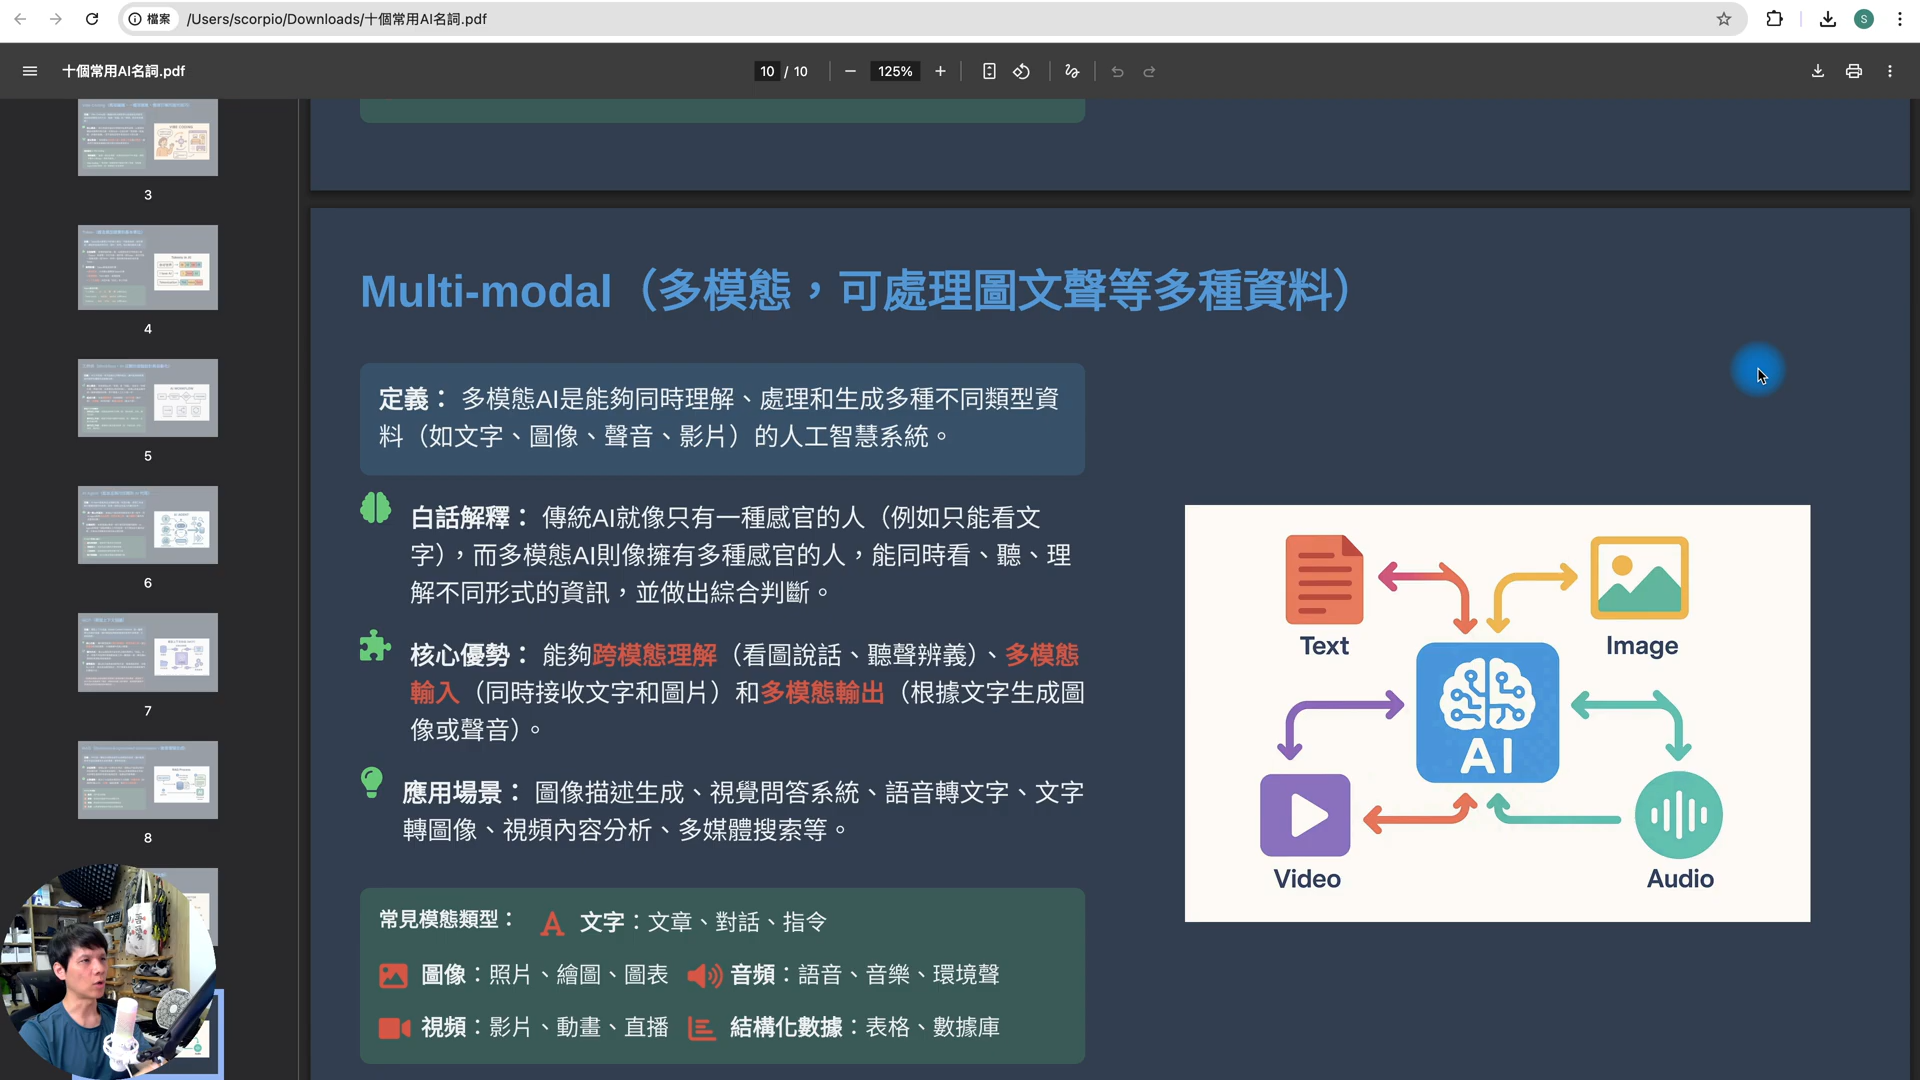 檔案
/Users/scorpio/Downloads/十個常用AI名詞.pdf
S
十個常用AI名詞.pdf
10 / 10
125%
3
4
5
6
7
8
Multi-modal（多模態，可處理圖文聲等多種資料）
定義： 多模態AI是能夠同時理解、處理和生成多種不同類型資
料（如文字、圖像、聲音、影片）的人工智慧系統。
白話解釋： 傳統AI就像只有一種感官的人（例如只能看文
字），而多模態AI則像擁有多種感官的人，能同時看、聽、理
解不同形式的資訊，並做出綜合判斷。
核心優勢： 能夠跨模態理解（看圖說話、聽聲辨義）、多模態
輸入（同時接收文字和圖片）和多模態輸出（根據文字生成圖
像或聲音）。
應用場景： 圖像描述生成、視覺問答系統、語音轉文字、文字
轉圖像、視頻內容分析、多媒體搜索等。
常見模態類型： 文字：文章、對話、指令
圖像：照片、繪圖、圖表 音頻：語音、音樂、環境聲
視頻：影片、動畫、直播 結構化數據：表格、數據庫
Text
Image
AI
Video
Audio